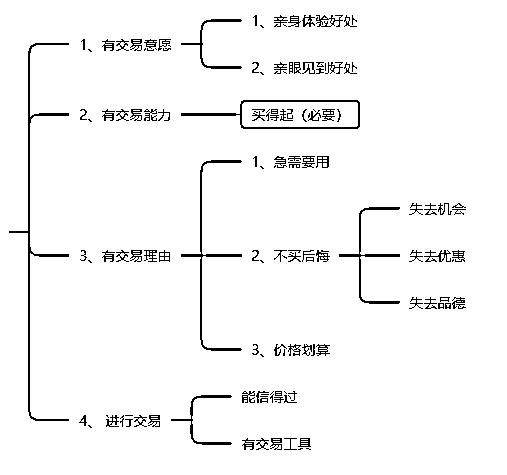 1、有交易意愿
1、亲身体验好处
2、亲眼见到好处
2、有交易能力
买得起（必要）
3、有交易理由
1、急需要用
2、不买后悔
失去机会
失去优惠
失去品德
3、价格划算
4、 进行交易
能信得过
有交易工具